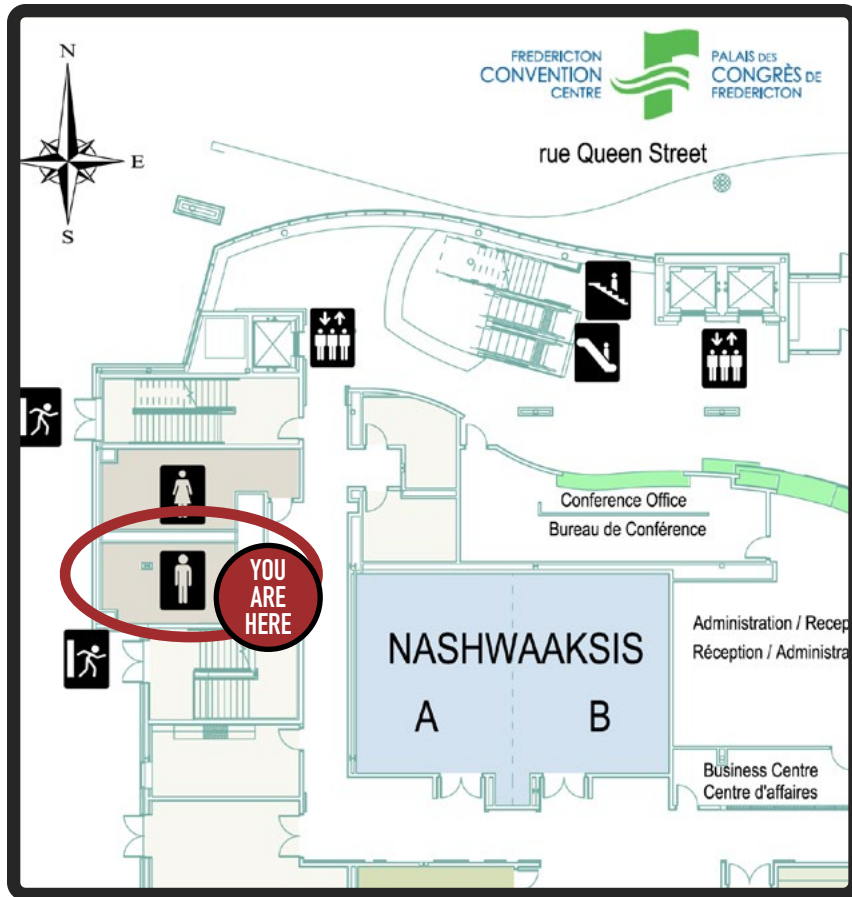 N
E
S
FREDERICTON
CONVENTION
CENTRE
PALAIS DES
CONGRÈS DE
FREDERICTON
rue Queen Street
Conference Office
Bureau de Conférence
YOU
ARE
HERE
NASHWAAKSIS
A B
Administration / Recep
Réception / Administra
Business Centre
Centre d'affaires